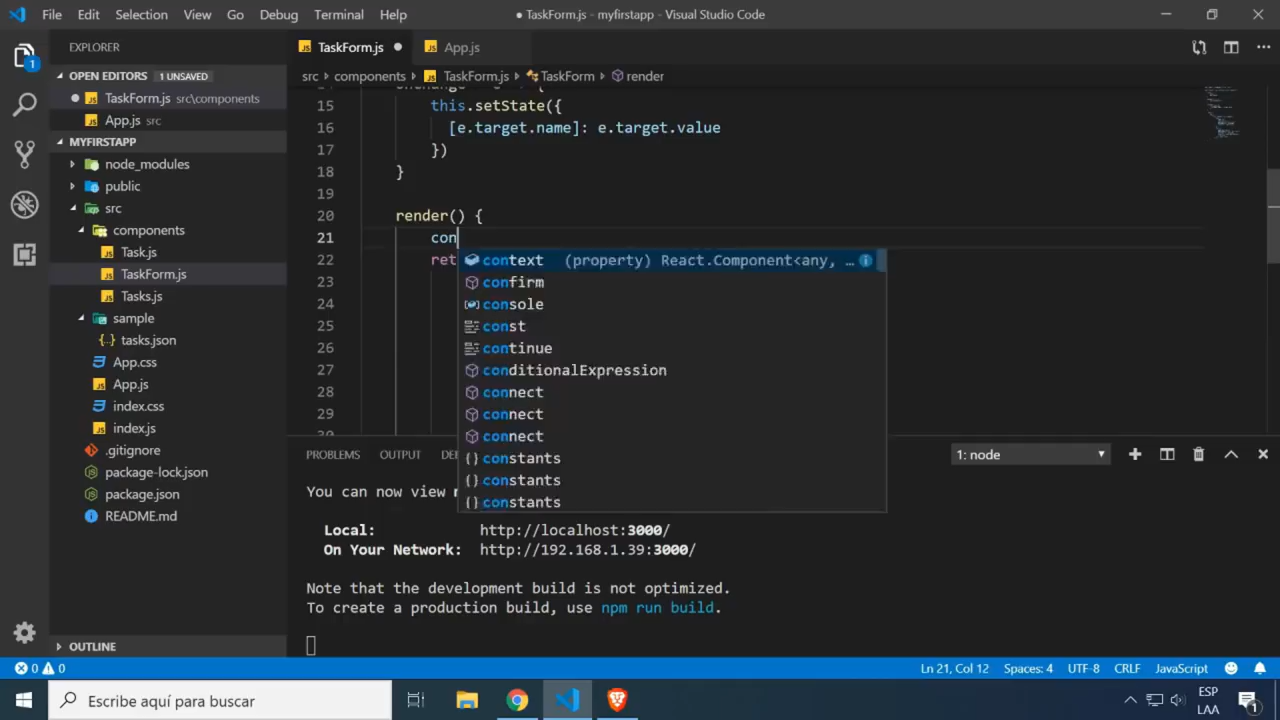 File Edit Selection View Go Debug Terminal Help
● TaskForm.js - myfirstapp - Visual Studio Code
EXPLORER
OPEN EDITORS 1 UNSAVED
TaskForm.js src\components
App.js src
MYFIRSTAPP
node_modules
public
src
components
Task.js
TaskForm.js
Tasks.js
sample
tasks.json
App.css
App.js
index.css
index.js
.gitignore
package-lock.json
package.json
README.md
OUTLINE
1
TaskForm.js ● App.js
src components TaskForm.js TaskForm render
15 this.setState({
16 [e.target.name]: e.target.value
17 })
18 }
19
20 render() {
21 con
22 ret
23
24
25
26
27
28
29
30
context (property) React.Component<any, …
confirm
console
const
continue
conditionalExpression
connect
connect
connect
constants
constants
constants
PROBLEMS OUTPUT DE
1: node
You can now view
Local: http://localhost:3000/
On Your Network: http://192.168.1.39:3000/
Note that the development build is not optimized.
To create a production build, use npm run build.
0 0
Ln 21, Col 12 Spaces: 4 UTF-8 CRLF JavaScript
Escribe aquí para buscar
ESP
LAA
1